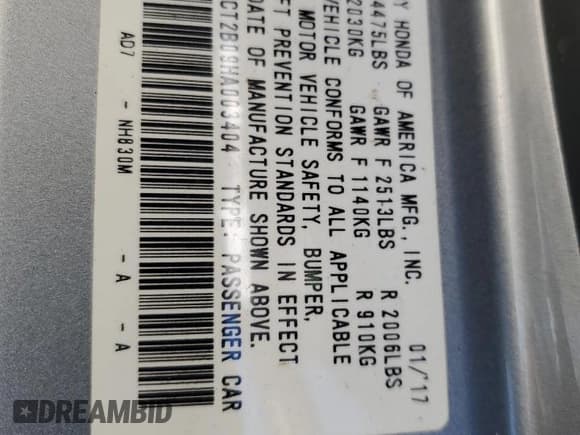 Y HONDA OF AMERICA MFG., INC. 01/'17
4475LBS GAWR F 2513LBS R 2006LBS
2030KG GAWR F 1140KG R 910KG
VEHICLE CONFORMS TO ALL APPLICABLE
MOTOR VEHICLE SAFETY, BUMPER,
FT PREVENTION STANDARDS IN EFFECT
DATE OF MANUFACTURE SHOWN ABOVE.
CT2B09HA003404 TYPE: PASSENGER CAR
AD7 - NH830M - A - A
DREAMBID